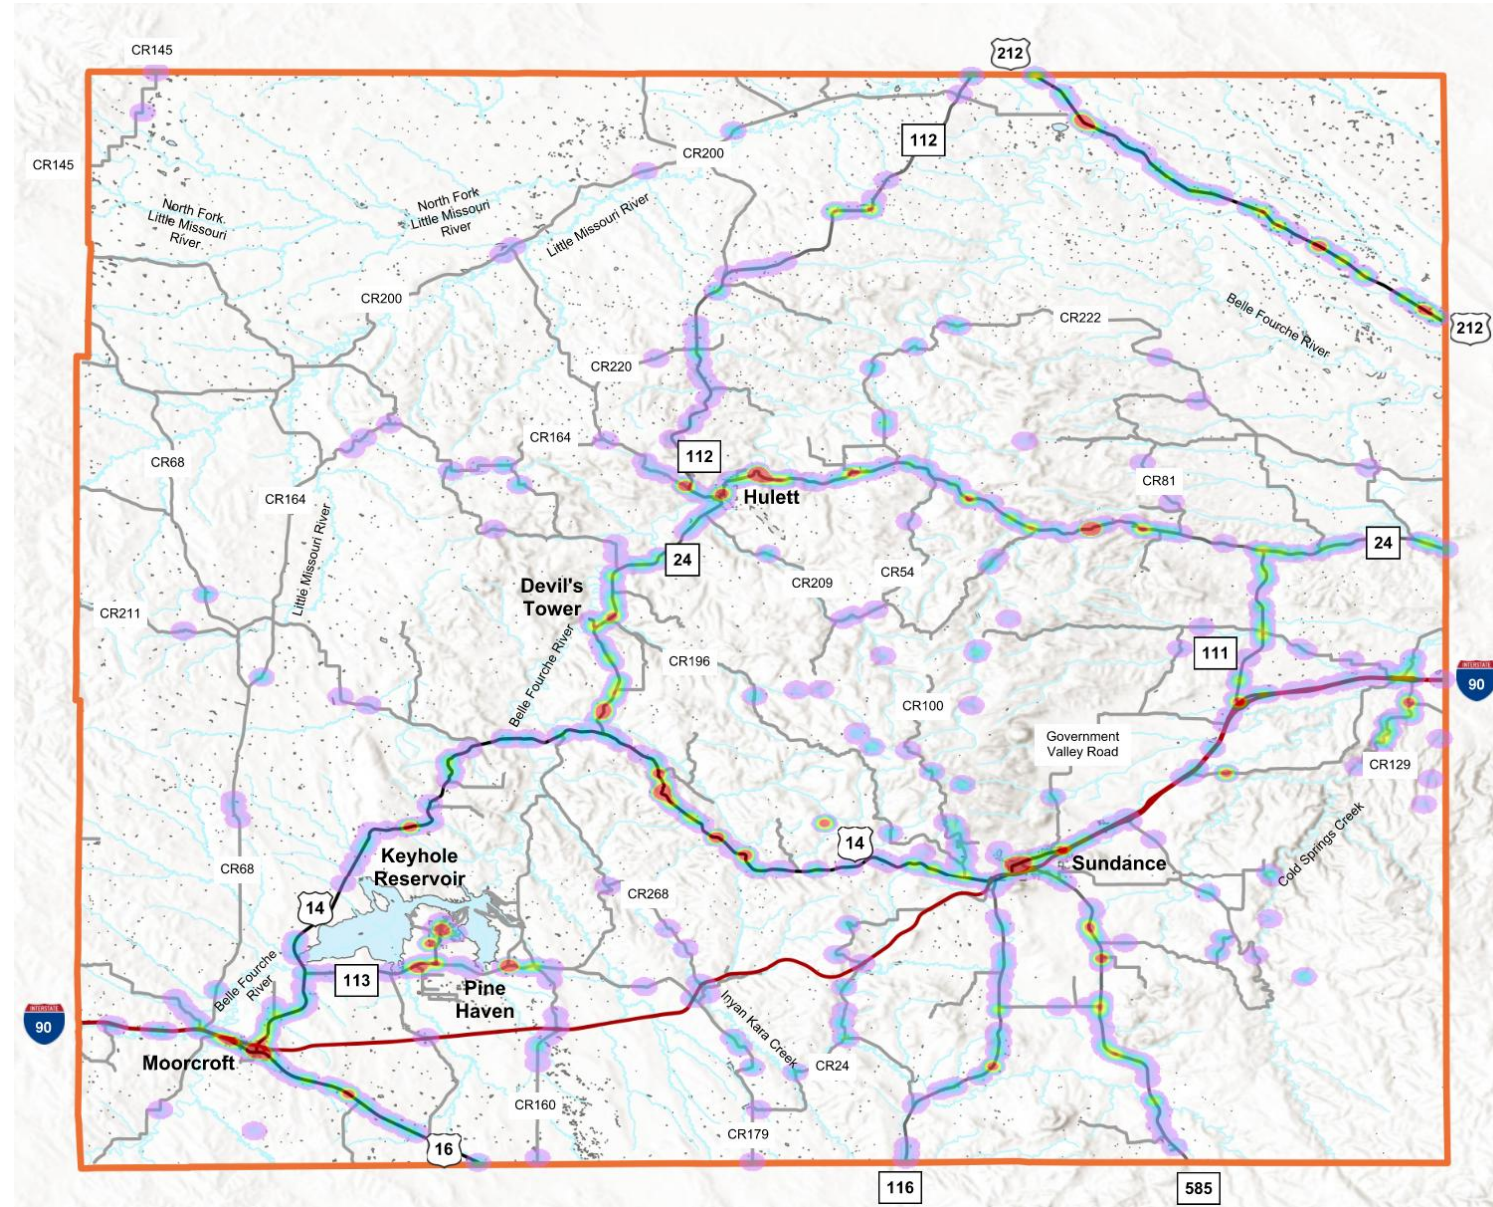 CR145
212
CR145
112
CR200
North Fork
Little Missouri
River
North Fork
Little Missouri
River
Little Missouri River
CR200
Belle Fourche River
CR222
212
CR220
CR164
112
CR68
CR164
CR81
Hulett
24
24
Little Missouri River
Devil's
Tower
CR209
CR54
CR211
Belle Fourche River
CR196
111
INTERSTATE
90
CR100
Government
Valley Road
CR129
Cold Springs Creek
14
Keyhole
Reservoir
Sundance
CR68
CR268
14
Belle Fourche
River
113
Pine
Haven
INTERSTATE
90
Moorcroft
Inyan Kara Creek
CR24
CR160
CR179
16
116
585